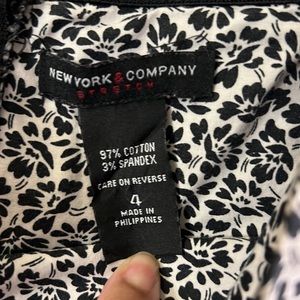 NEW YORK & COMPANY
STRETCH
97% COTTON
3% SPANDEX
CARE ON REVERSE
4
MADE IN
PHILIPPINES